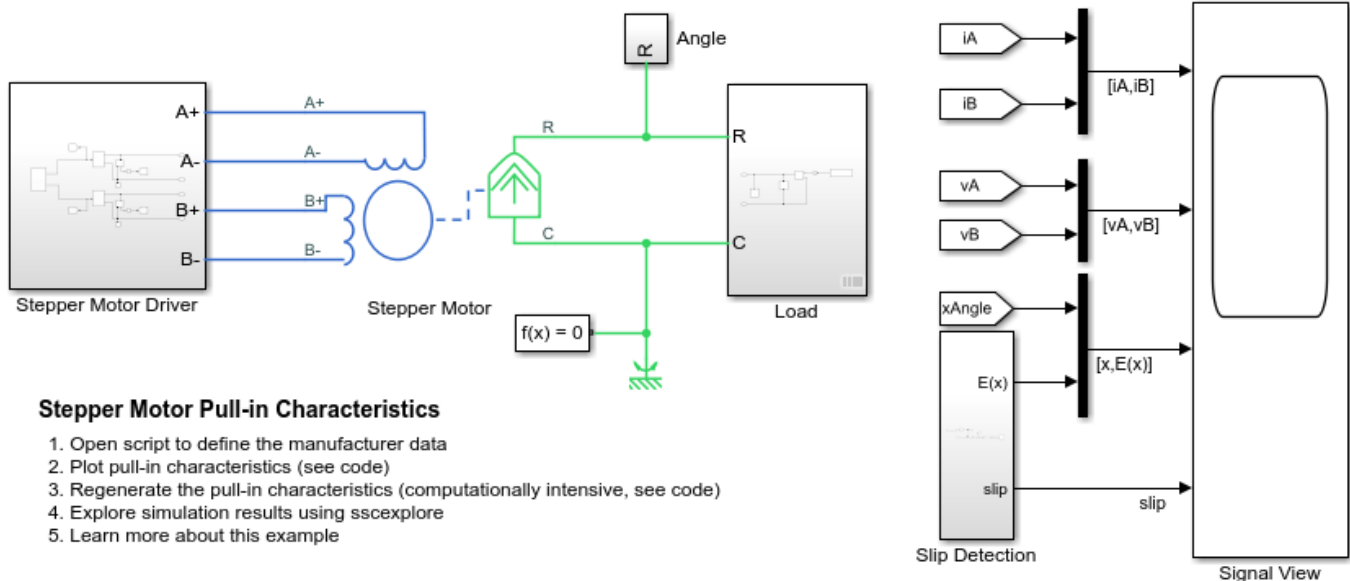 A+
A-
B+
B-
Stepper Motor Driver
A+
A-
B+
B-
Stepper Motor
R
C
R
Angle
f(x) = 0
R
C
Load
iA
iB
[iA,iB]
vA
vB
[vA,vB]
xAngle
E(x)
[x,E(x)]
slip
slip
Slip Detection
Signal View
Stepper Motor Pull-in Characteristics
1. Open script to define the manufacturer data
2. Plot pull-in characteristics (see code)
3. Regenerate the pull-in characteristics (computationally intensive, see code)
4. Explore simulation results using sscexplore
5. Learn more about this example